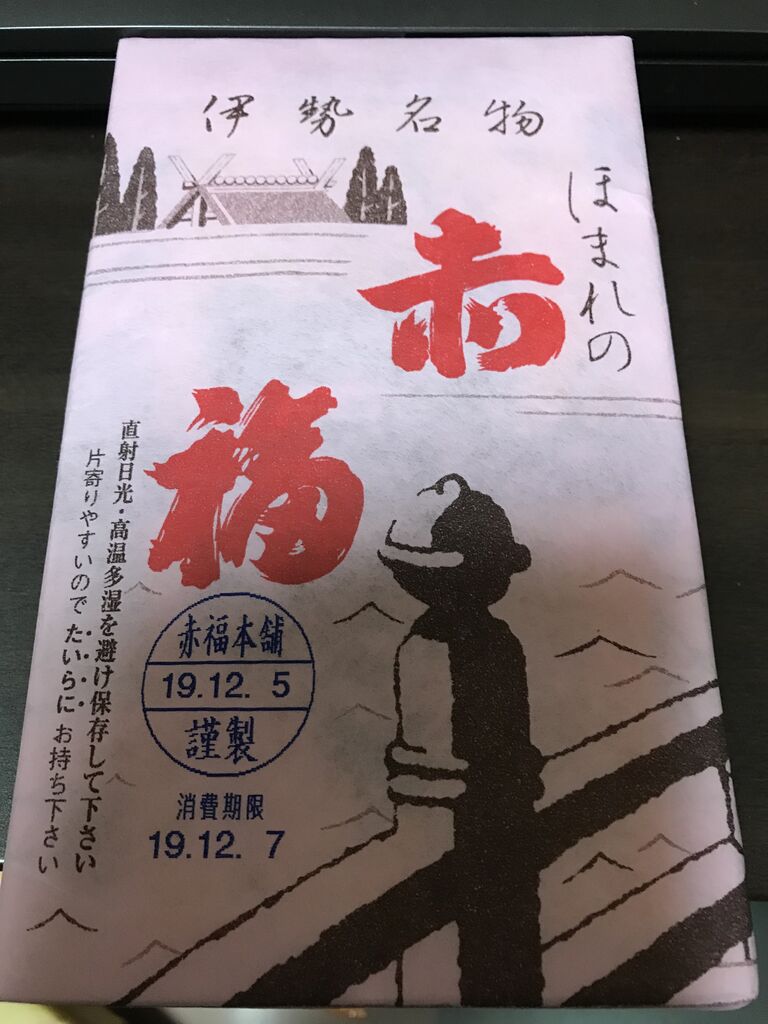 伊勢名物
ほまれの
赤福
直射日光・高温多湿を避け保存して下さい
片寄りやすいのでたいらにお持ち下さい
赤福本舗
19.12. 5
謹製
消費期限
19.12. 7